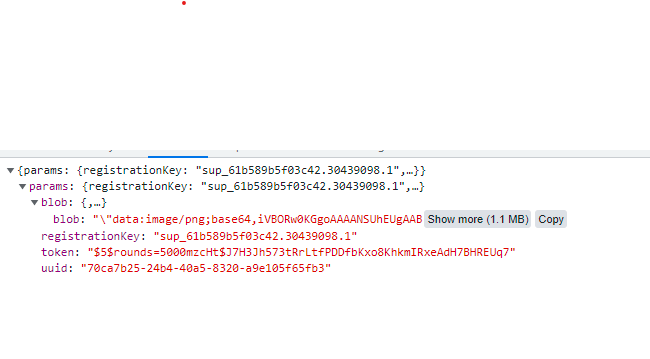 {params: {registrationKey: "sup_61b589b5f03c42.30439098.1",…}}
params: {registrationKey: "sup_61b589b5f03c42.30439098.1",…}
blob: {,…}
blob: "\"data:image/png;base64,iVBORw0KGgoAAAANSUhEUgAAB Show more (1.1 MB) Copy
registrationKey: "sup_61b589b5f03c42.30439098.1"
token: "$5$rounds=5000mzcHt$J7H3Jh573tRrLtfPDDfbKxo8KhkmIRxeAdH7BHREUq7"
uuid: "70ca7b25-24b4-40a5-8320-a9e105f65fb3"